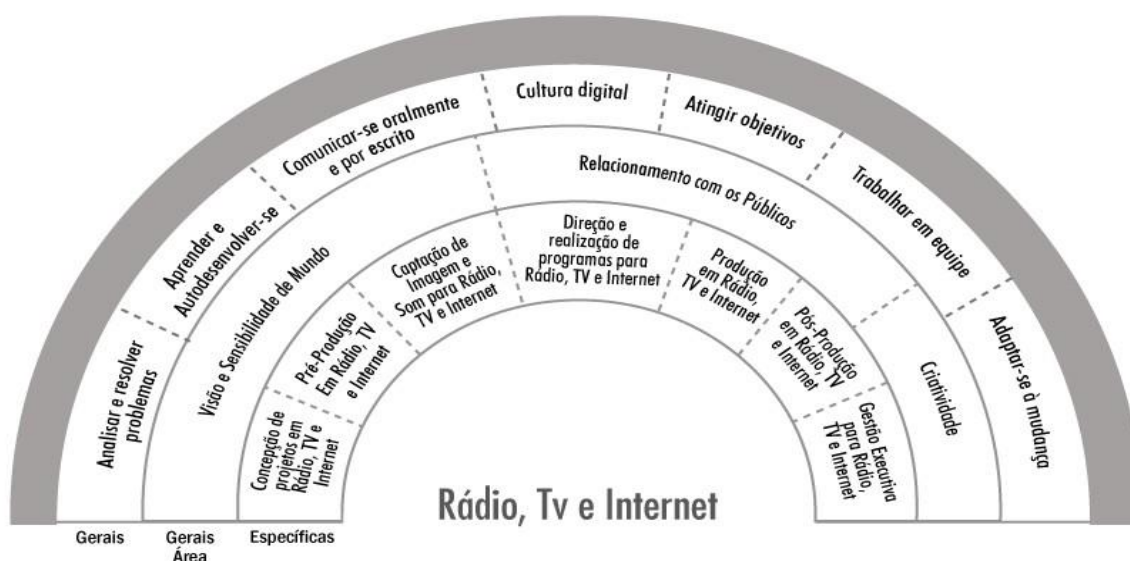 Analisar e resolver
problemas
Aprender e
Autodesenvolver-se
Comunicar-se oralmente
e por escrito
Cultura digital
Atingir objetivos
Trabalhar em equipe
Adaptar-se à mudança
Visão e Sensibilidade de Mundo
Relacionamento com os Públicos
Criatividade
Concepção de
projetos em
Rádio, TV e
Internet
Pré-Produção
Em Rádio, TV
e Internet
Captação de
Imagem e
Som para Rádio,
TV e Internet
Direção e
realização de
programas para
Rádio, TV e Internet
Produção
em Rádio,
TV e Internet
Pós-Produção
em Rádio, TV
e Internet
Gestão Executiva
para Rádio,
TV e Internet
Rádio, Tv e Internet
Gerais
Gerais
Área
Específicas